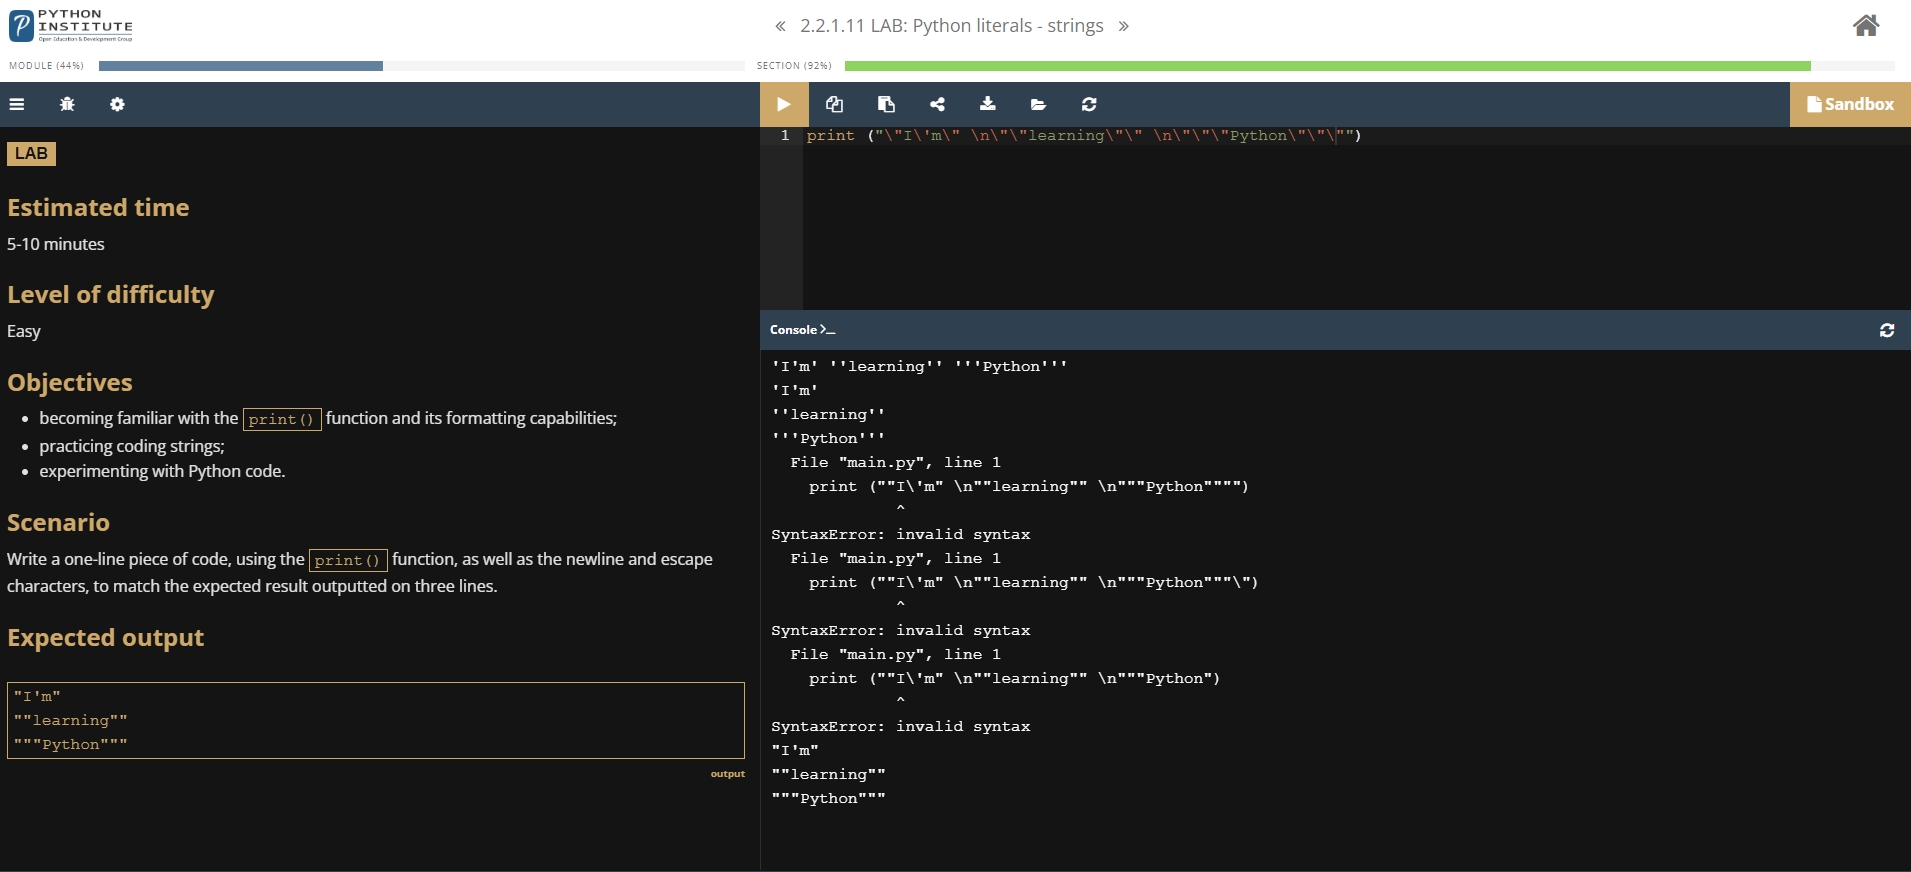 PYTHON
INSTITUTE
Open Education & Development Group
« 2.2.1.11 LAB: Python literals - strings »
MODULE (44%)
SECTION (92%)
Sandbox
LAB
Estimated time
5-10 minutes
Level of difficulty
Easy
Objectives
• becoming familiar with the print() function and its formatting capabilities;
• practicing coding strings;
• experimenting with Python code.
Scenario
Write a one-line piece of code, using the print() function, as well as the newline and escape
characters, to match the expected result outputted on three lines.
Expected output
"I'm"
""learning""
"""Python"""
output
1 print ("\"I\'m\" \n\"\"learning\"\" \n\"\"\"Python\"\"\"")
Console >_
'I'm' ''learning'' '''Python'''
'I'm'
''learning''
'''Python'''
File "main.py", line 1
print (""I\'m" \n""learning"" \n"""Python"""")
^
SyntaxError: invalid syntax
File "main.py", line 1
print (""I\'m" \n""learning"" \n"""Python"""\")
^
SyntaxError: invalid syntax
File "main.py", line 1
print (""I\'m" \n""learning"" \n"""Python")
^
SyntaxError: invalid syntax
"I'm"
""learning""
"""Python"""